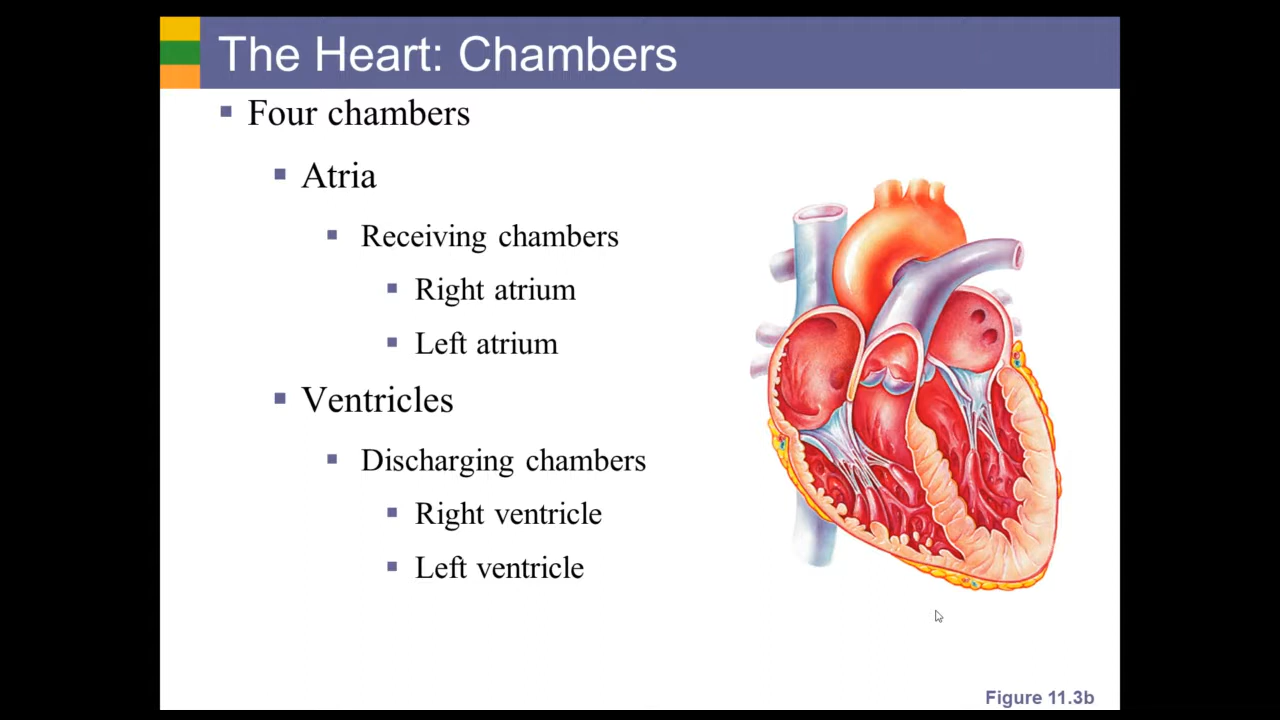 The Heart: Chambers
Four chambers
Atria
Receiving chambers
Right atrium
Left atrium
Ventricles
Discharging chambers
Right ventricle
Left ventricle
Figure 11.3b